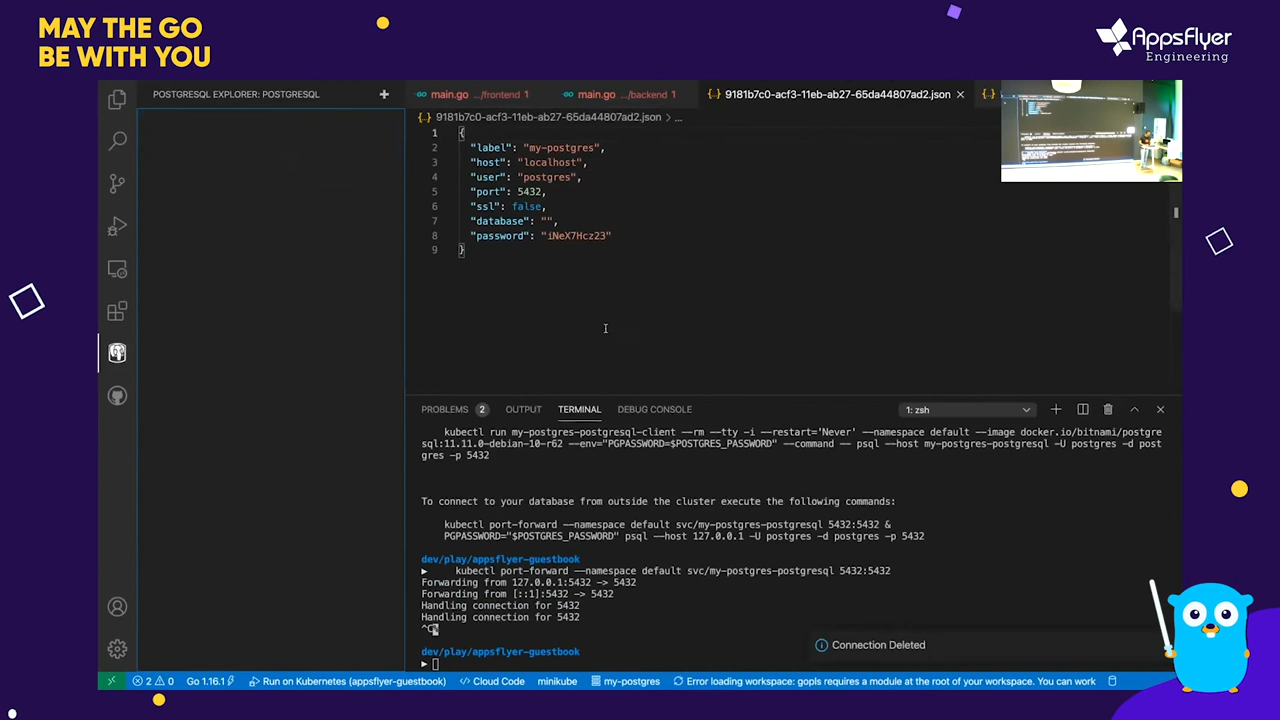 MAY THE GO
BE WITH YOU
AppsFlyer
Engineering
POSTGRESQL EXPLORER: POSTGRESQL
main.go .../frontend 1
main.go .../backend 1
{} 9181b7c0-acf3-11eb-ab27-65da44807ad2.json
{}
{} 9181b7c0-acf3-11eb-ab27-65da44807ad2.json > ...
1 {
2 "label": "my-postgres",
3 "host": "localhost",
4 "user": "postgres",
5 "port": 5432,
6 "ssl": false,
7 "database": "",
8 "password": "iNeX7Hcz23"
9 }
PROBLEMS 2 OUTPUT TERMINAL DEBUG CONSOLE
1: zsh
kubectl run my-postgres-postgresql-client --rm --tty -i --restart='Never' --namespace default --image docker.io/bitnami/postgre
sql:11.11.0-debian-10-r62 --env="PGPASSWORD=$POSTGRES_PASSWORD" --command -- psql --host my-postgres-postgresql -U postgres -d post
gres -p 5432
To connect to your database from outside the cluster execute the following commands:
kubectl port-forward --namespace default svc/my-postgres-postgresql 5432:5432 &
PGPASSWORD="$POSTGRES_PASSWORD" psql --host 127.0.0.1 -U postgres -d postgres -p 5432
dev/play/appsflyer-guestbook
kubectl port-forward --namespace default svc/my-postgres-postgresql 5432:5432
Forwarding from 127.0.0.1:5432 -> 5432
Forwarding from [::1]:5432 -> 5432
Handling connection for 5432
Handling connection for 5432
^C%
Connection Deleted
dev/play/appsflyer-guestbook
2 0 Go 1.16.1 Run on Kubernetes (appsflyer-guestbook) Cloud Code minikube my-postgres Error loading workspace: gopls requires a module at the root of your workspace. You can work